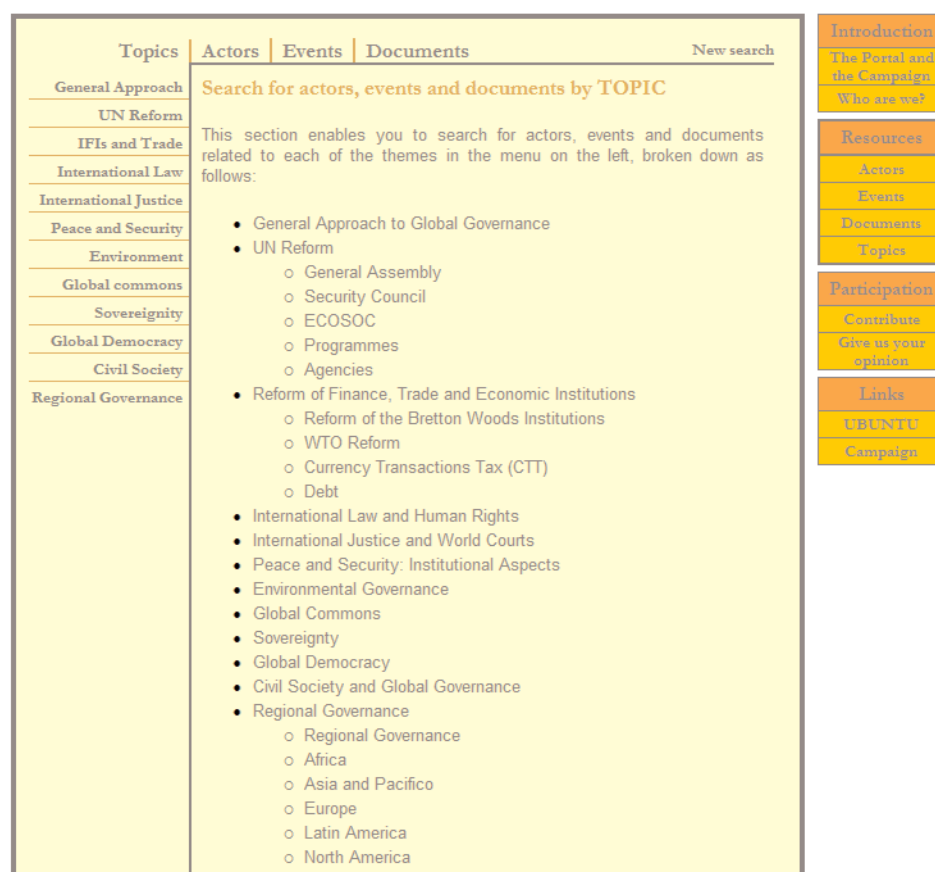 Topics
Actors
Events
Documents
New search
General Approach
UN Reform
IFIs and Trade
International Law
International Justice
Peace and Security
Environment
Global commons
Sovereignity
Global Democracy
Civil Society
Regional Governance
Search for actors, events and documents by TOPIC
This section enables you to search for actors, events and documents
related to each of the themes in the menu on the left, broken down as
follows:
General Approach to Global Governance
UN Reform
General Assembly
Security Council
ECOSOC
Programmes
Agencies
Reform of Finance, Trade and Economic Institutions
Reform of the Bretton Woods Institutions
WTO Reform
Currency Transactions Tax (CTT)
Debt
International Law and Human Rights
International Justice and World Courts
Peace and Security: Institutional Aspects
Environmental Governance
Global Commons
Sovereignty
Global Democracy
Civil Society and Global Governance
Regional Governance
Regional Governance
Africa
Asia and Pacifico
Europe
Latin America
North America
Introduction
The Portal and
the Campaign
Who are we?
Resources
Actors
Events
Documents
Topics
Participation
Contribute
Give us your
opinion
Links
UBUNTU
Campaign